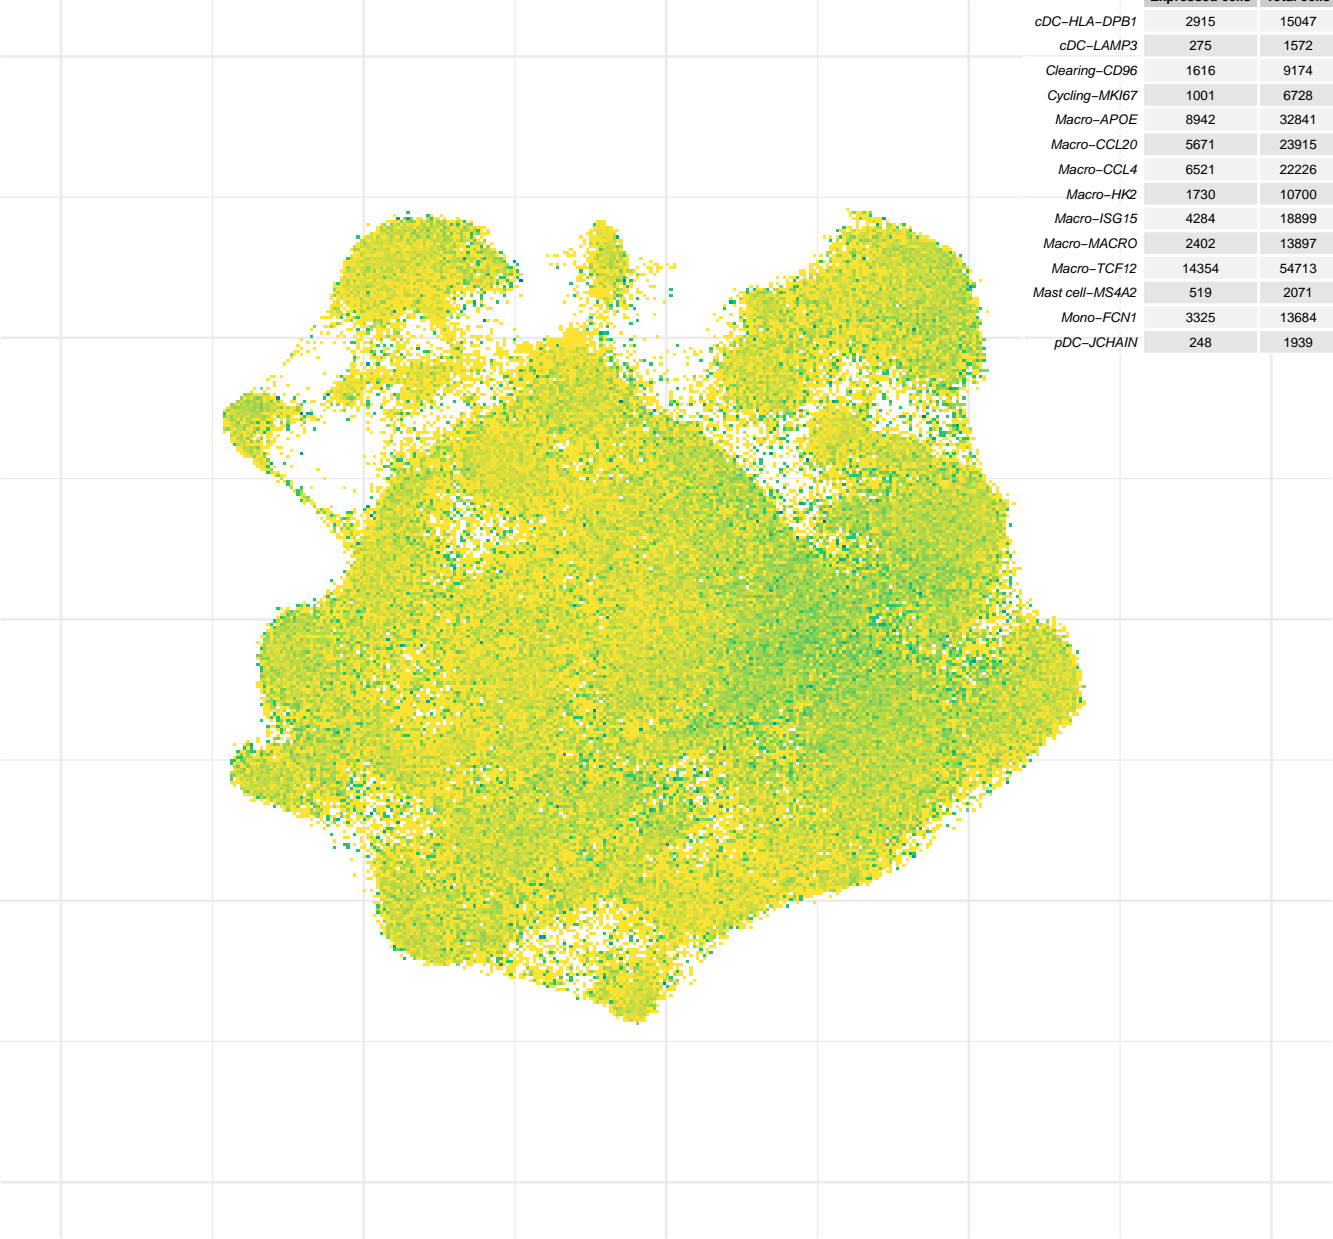 cDC−HLA−DPB1 2915 15047
cDC−LAMP3 275 1572
Clearing−CD96 1616 9174
Cycling−MKI67 1001 6728
Macro−APOE 8942 32841
Macro−CCL20 5671 23915
Macro−CCL4 6521 22226
Macro−HK2 1730 10700
Macro−ISG15 4284 18899
Macro−MACRO 2402 13897
Macro−TCF12 14354 54713
Mast cell−MS4A2 519 2071
Mono−FCN1 3325 13684
pDC−JCHAIN 248 1939